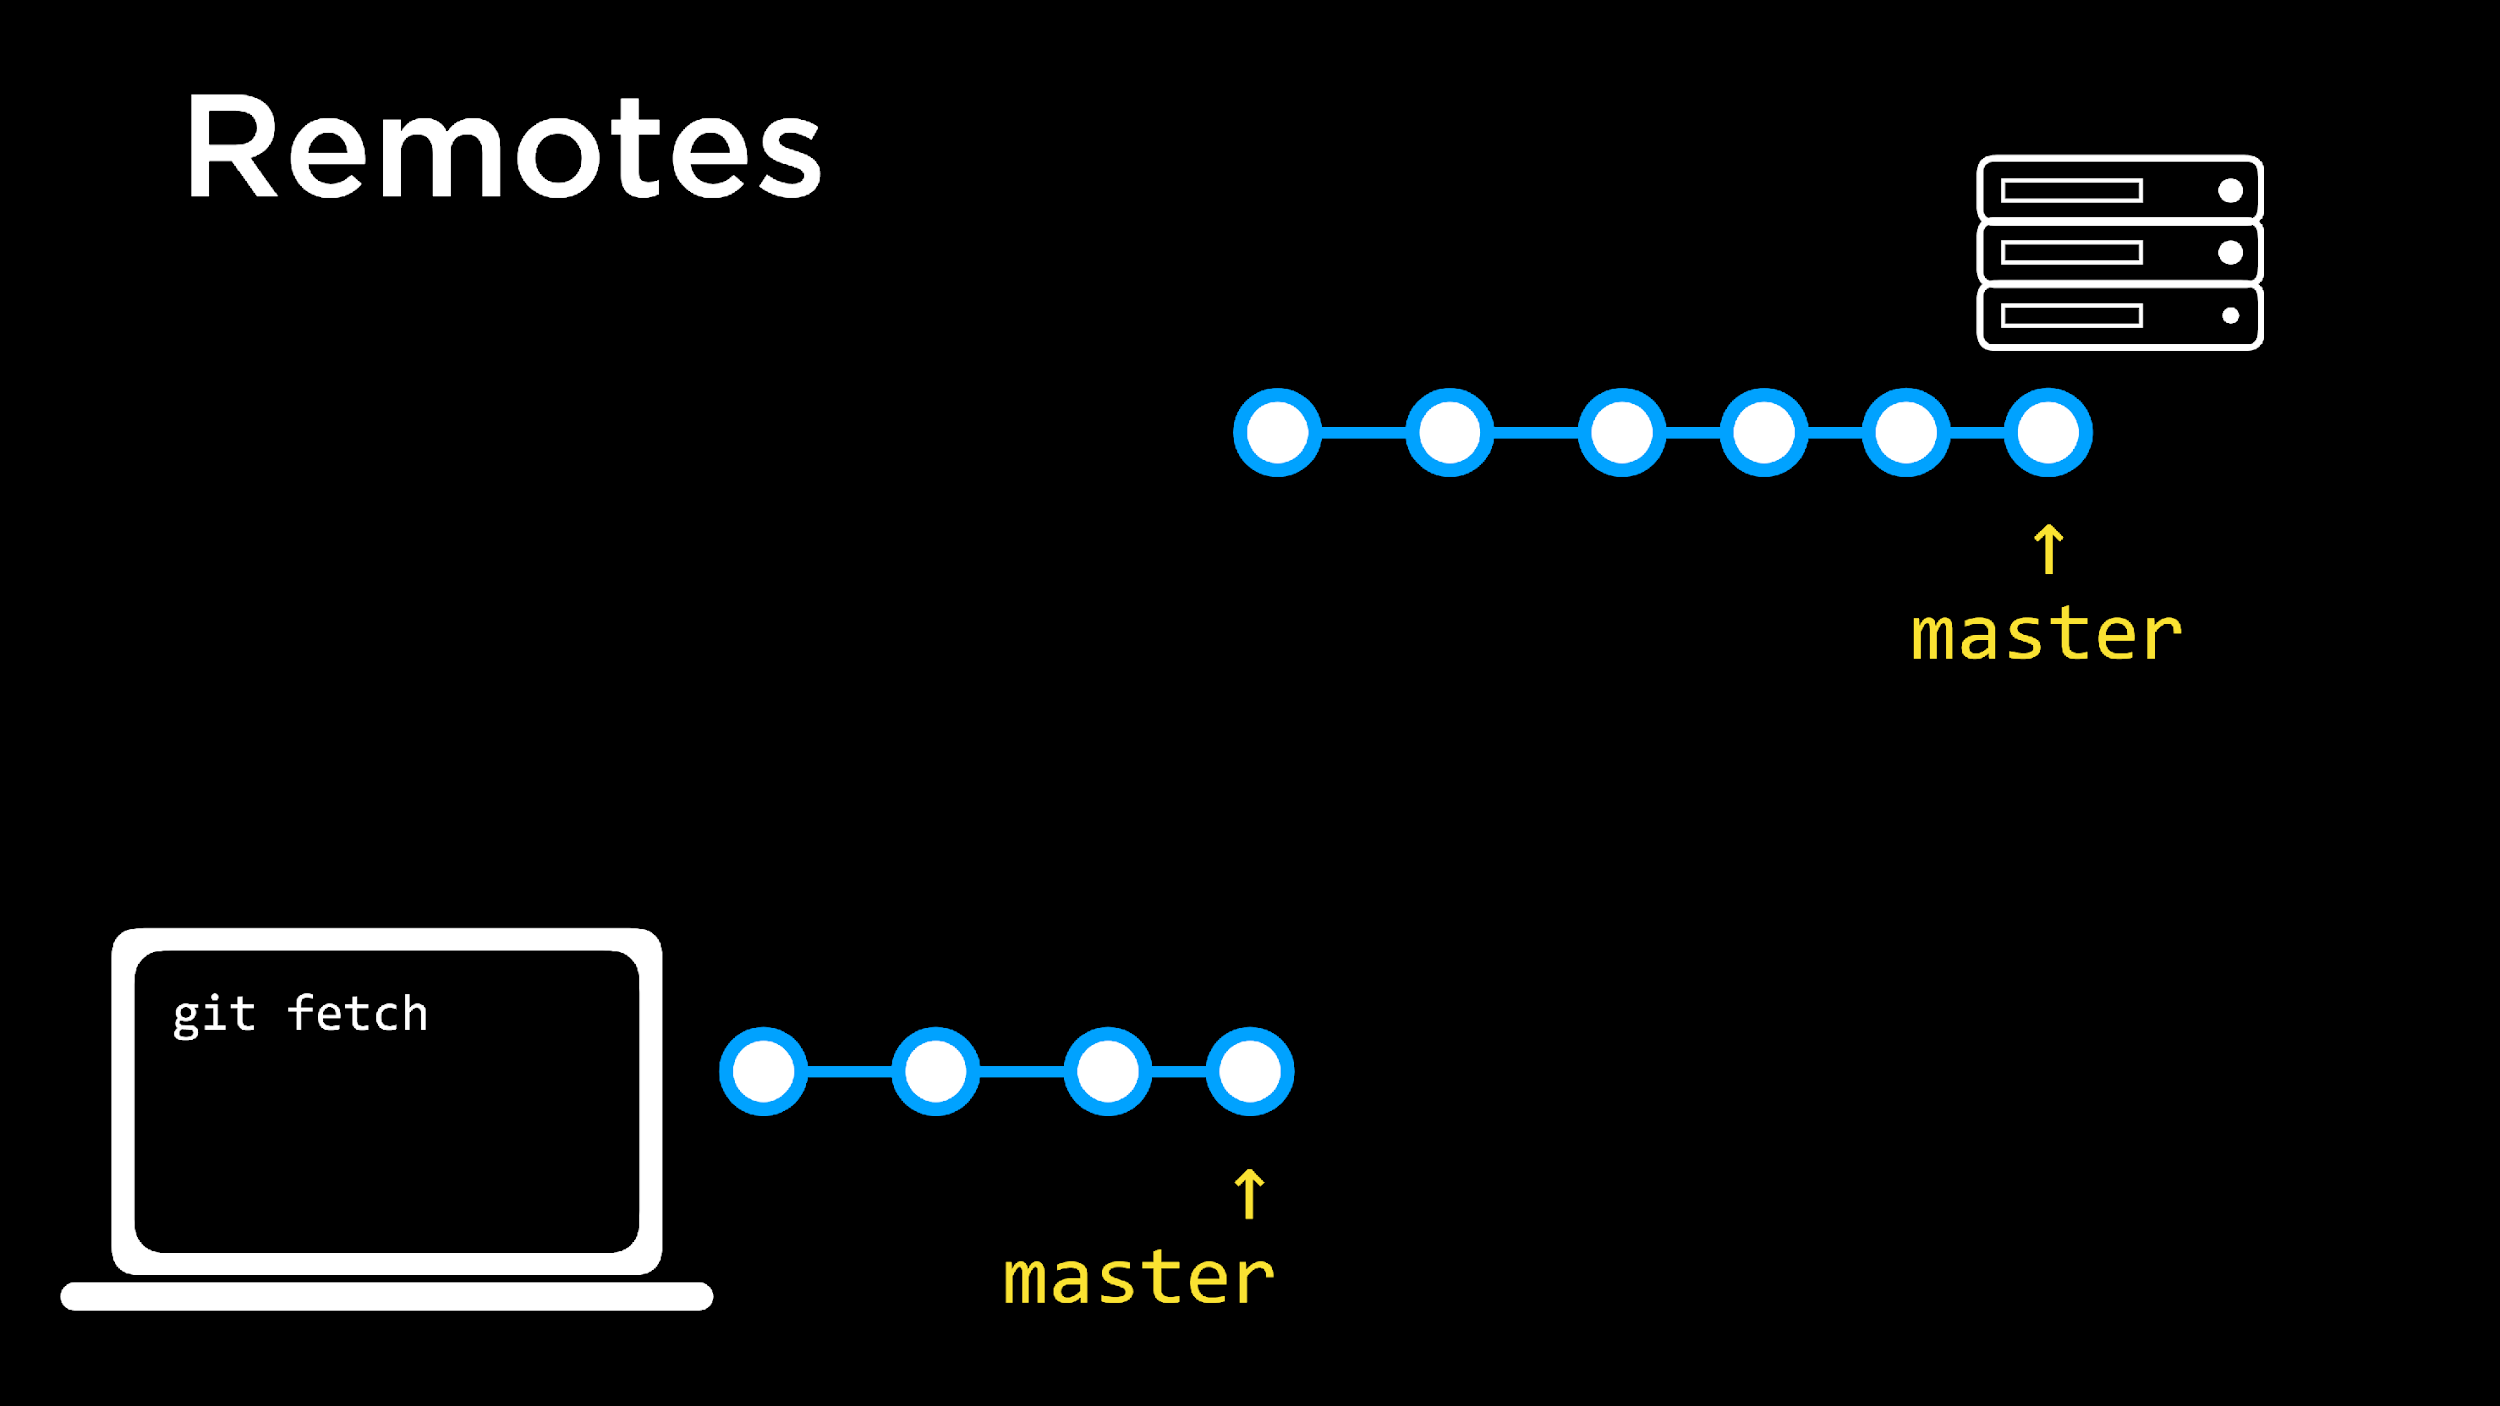 Remotes
↑
master
git fetch
↑
master